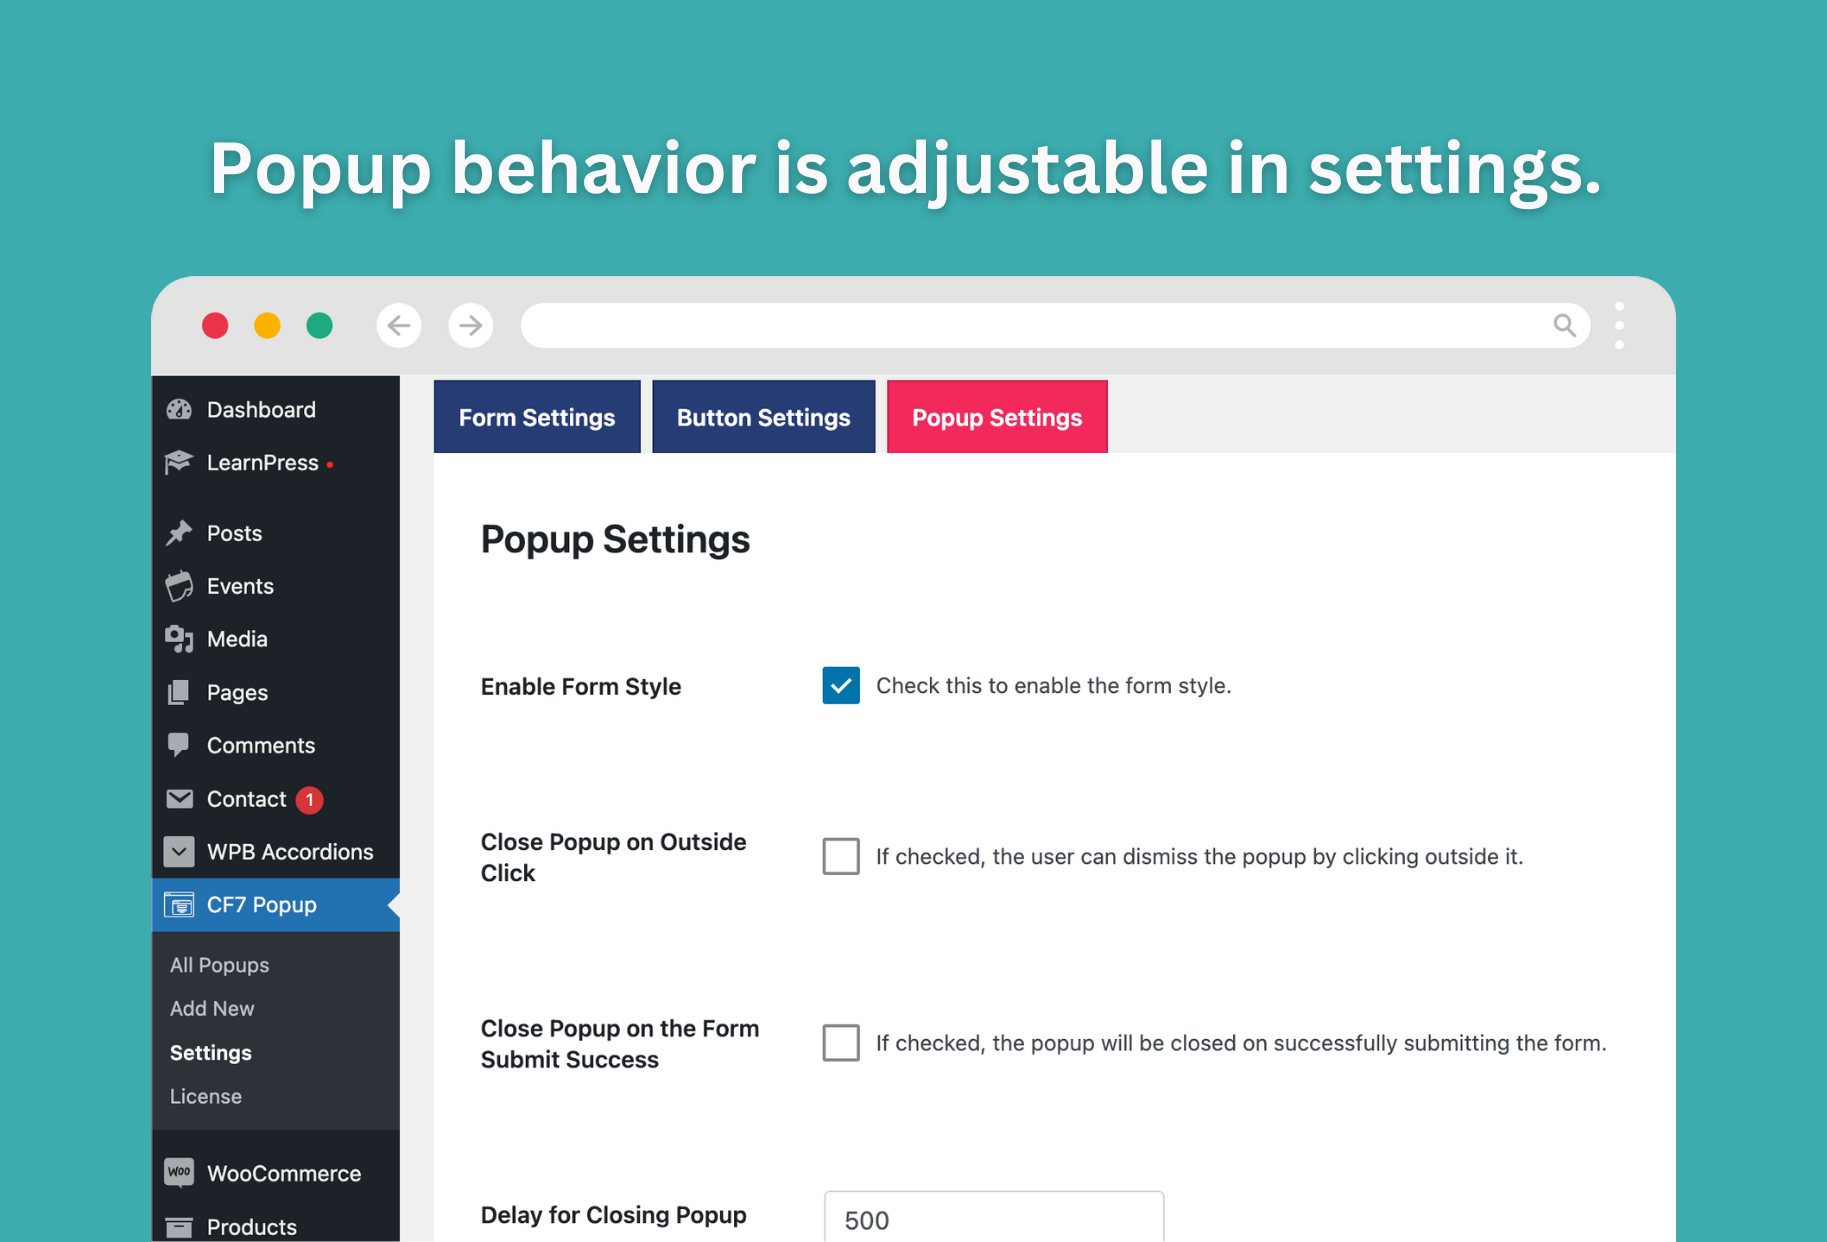 Popup behavior is adjustable in settings.
Dashboard
LearnPress
Posts
Events
Media
Pages
Comments
Contact 1
WPB Accordions
CF7 Popup
All Popups
Add New
Settings
License
WOO WooCommerce
Products
Form Settings
Button Settings
Popup Settings
Popup Settings
Enable Form Style
Check this to enable the form style.
Close Popup on Outside
Click
If checked, the user can dismiss the popup by clicking outside it.
Close Popup on the Form
Submit Success
If checked, the popup will be closed on successfully submitting the form.
Delay for Closing Popup
500